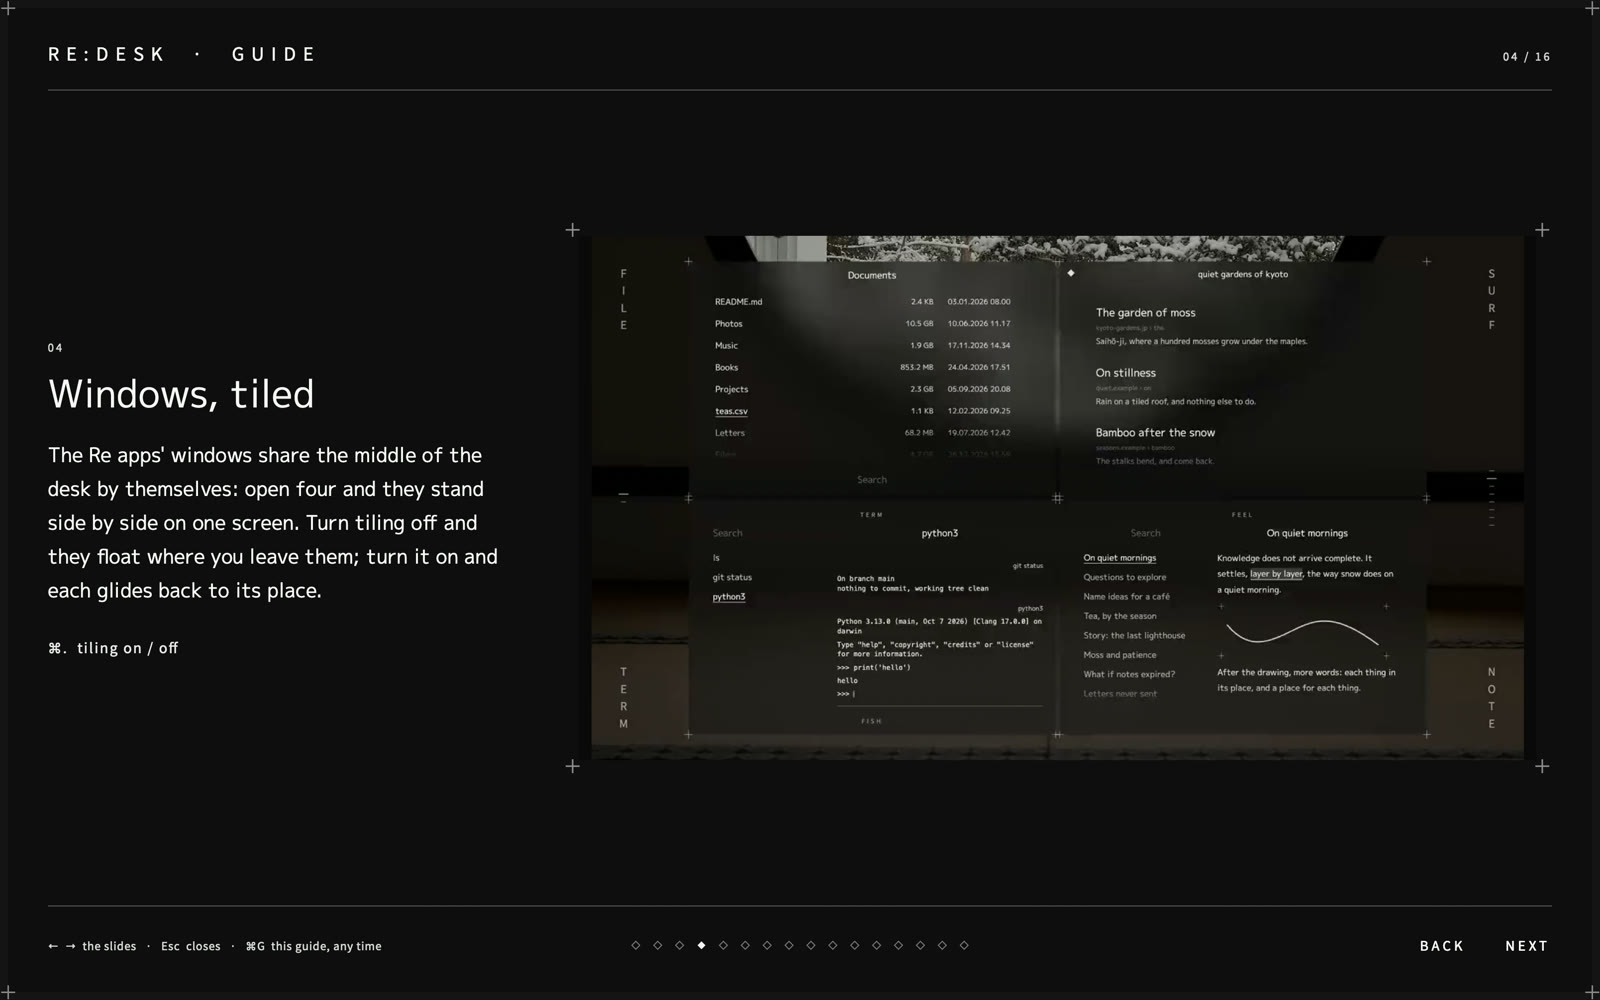 RE:DESK · GUIDE
04 / 16
04
Windows, tiled
The Re apps' windows share the middle of the
desk by themselves: open four and they stand
side by side on one screen. Turn tiling off and
they float where you leave them; turn it on and
each glides back to its place.
⌘. tiling on / off
FILE
SURF
TERM
NOTE
Documents
README.md 2.4 KB 03.01.2026 08.00
Photos 10.5 GB 10.06.2026 11.17
Music 1.9 GB 17.11.2026 14.34
Books 853.2 MB 24.04.2026 17.51
Projects 2.3 GB 05.09.2026 20.08
teas.csv 1.1 KB 12.02.2026 09.25
Letters 68.2 MB 19.07.2026 12.42
Search
quiet gardens of kyoto
The garden of moss
Saihō-ji, where a hundred mosses grow under the maples.
On stillness
Rain on a tiled roof, and nothing else to do.
Bamboo after the snow
The stalks bend, and come back.
TERM
Search
python3
ls
git status
python3
git status
On branch main
nothing to commit, working tree clean
python3
Python 3.13.0 (main, Oct 7 2026) [Clang 17.0.0] on
darwin
Type "help", "copyright", "credits" or "license"
for more information.
>>> print('hello')
hello
>>>
FISH
FEEL
Search
On quiet mornings
On quiet mornings
Questions to explore
Name ideas for a café
Tea, by the season
Story: the last lighthouse
Moss and patience
What if notes expired?
Letters never sent
Knowledge does not arrive complete. It
settles, layer by layer, the way snow does on
a quiet morning.
After the drawing, more words: each thing in
its place, and a place for each thing.
← → the slides · Esc closes · ⌘G this guide, any time
BACK NEXT